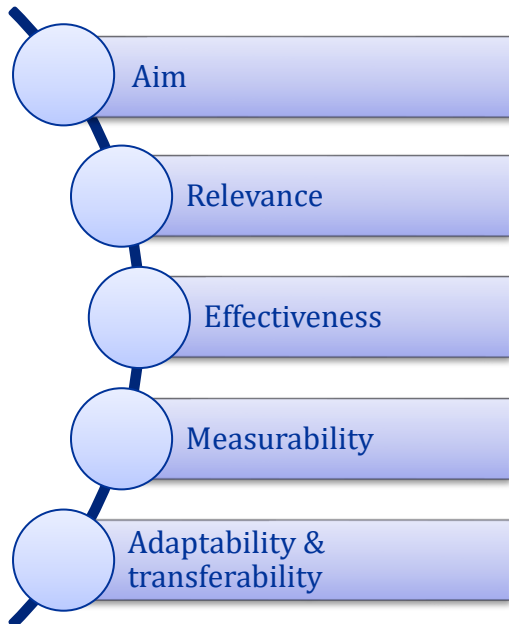 Aim
Relevance
Effectiveness
Measurability
Adaptability &
transferability